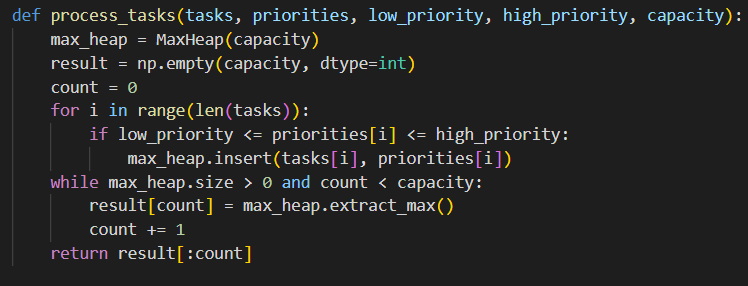 def process_tasks(tasks, priorities, low_priority, high_priority, capacity):
    max_heap = MaxHeap(capacity)
    result = np.empty(capacity, dtype=int)
    count = 0
    for i in range(len(tasks)):
        if low_priority <= priorities[i] <= high_priority:
            max_heap.insert(tasks[i], priorities[i])
    while max_heap.size > 0 and count < capacity:
        result[count] = max_heap.extract_max()
        count += 1
    return result[:count]